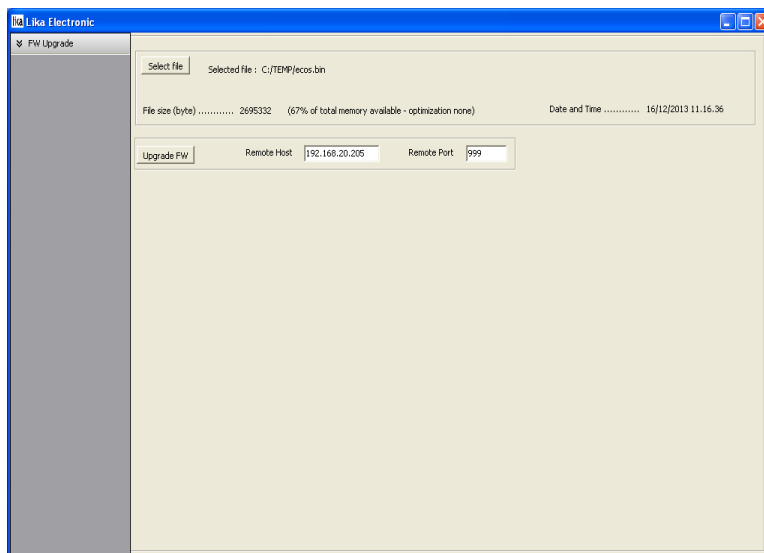 lika Lika Electronic
FW Upgrade
Select file Selected file : C:/TEMP/ecos.bin
File size (byte) ............ 2695332 (67% of total memory available - optimization none) Date and Time ............ 16/12/2013 11.16.36
Upgrade FW Remote Host 192.168.20.205 Remote Port 999